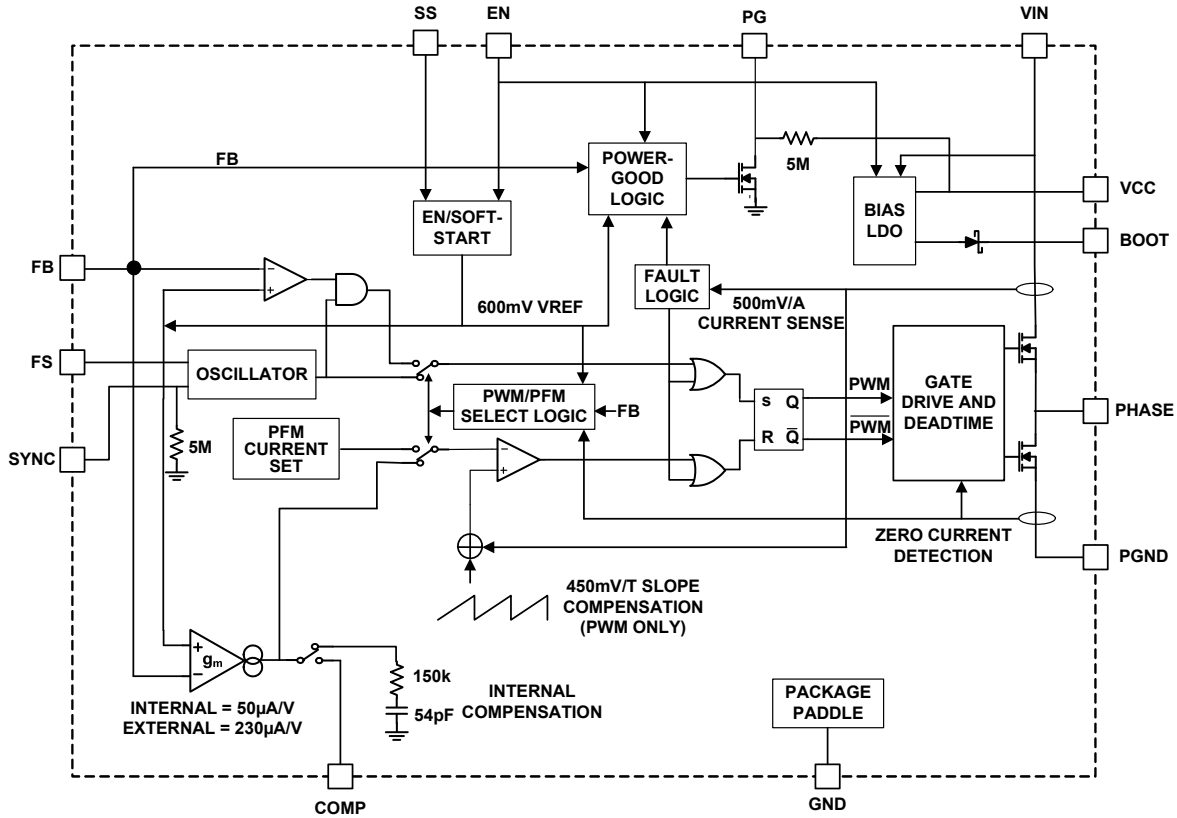 SS
EN
PG
VIN
FB
POWER-
GOOD
LOGIC
5M
BIAS
LDO
VCC
BOOT
EN/SOFT-
START
FB
FAULT
LOGIC
600mV VREF
500mV/A
CURRENT SENSE
FS
OSCILLATOR
PWM/PFM
SELECT LOGIC
FB
S Q
R Q̅
PWM
P̅W̅M̅
GATE
DRIVE AND
DEADTIME
PHASE
SYNC
5M
PFM
CURRENT
SET
−
+
−
+
ZERO CURRENT
DETECTION
PGND
450mV/T SLOPE
COMPENSATION
(PWM ONLY)
+
gm
−
150k
54pF
INTERNAL
COMPENSATION
INTERNAL = 50µA/V
EXTERNAL = 230µA/V
PACKAGE
PADDLE
COMP
GND